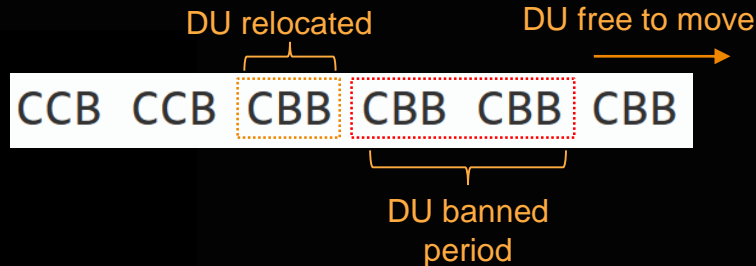 DU relocated
DU free to move
CCB CCB CBB CBB CBB CBB
DU banned
period